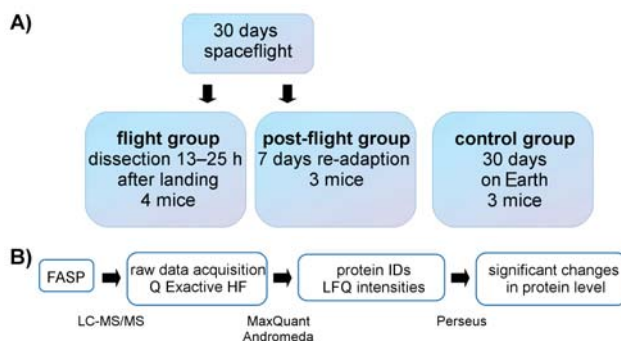 A)
30 days
spaceflight
flight group
dissection 13–25 h
after landing
4 mice
post-flight group
7 days re-adaption
3 mice
control group
30 days
on Earth
3 mice
B)
FASP
raw data acquisition
Q Exactive HF
protein IDs
LFQ intensities
significant changes
in protein level
LC-MS/MS
MaxQuant
Andromeda
Perseus